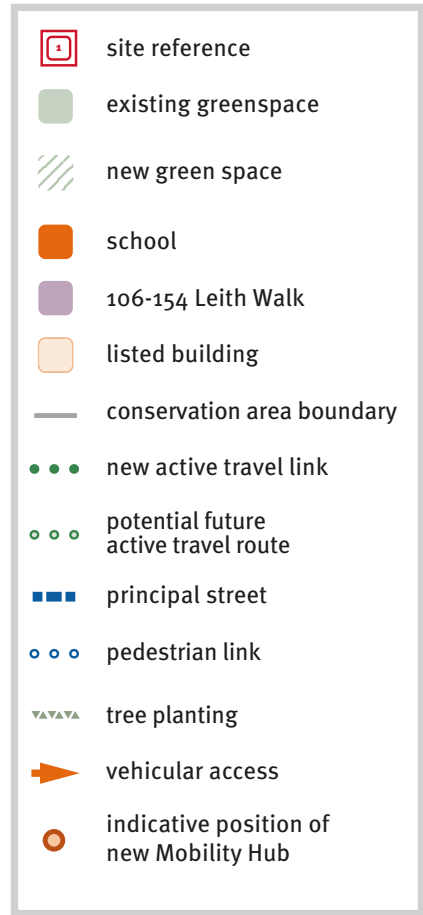 1 site reference
existing greenspace
new green space
school
106-154 Leith Walk
listed building
conservation area boundary
new active travel link
potential future
active travel route
principal street
pedestrian link
tree planting
vehicular access
indicative position of
new Mobility Hub